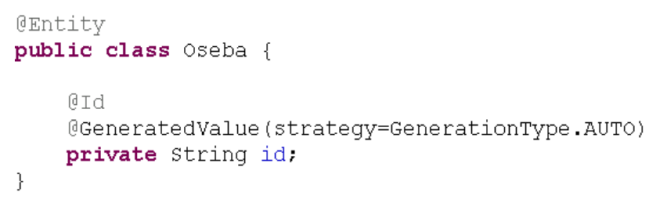 @Entity
public class Oseba {
@Id
@GeneratedValue(strategy=GenerationType.AUTO)
private String id;
}